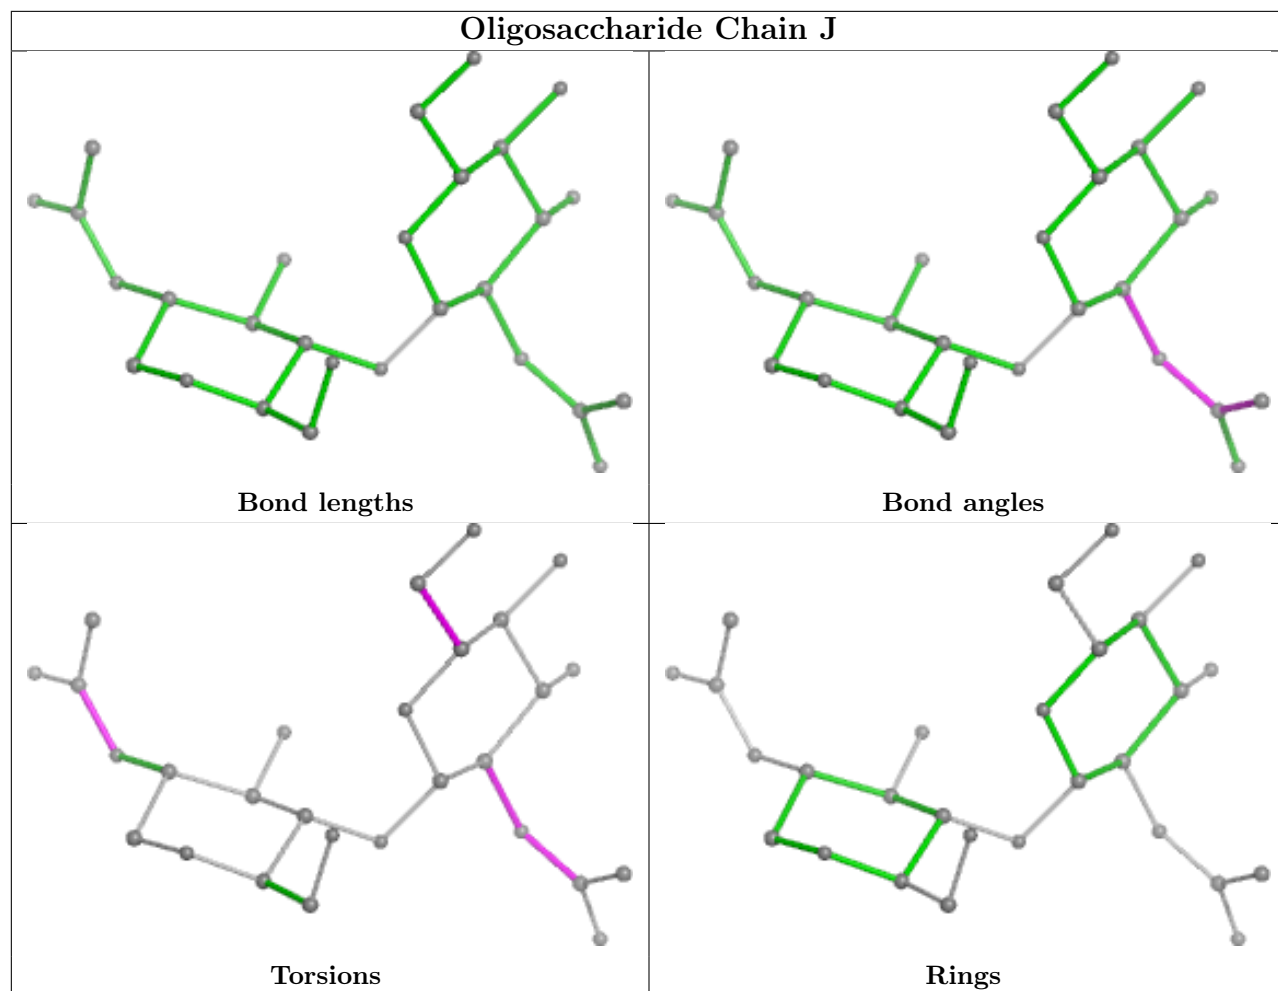 Oligosaccharide Chain J
Bond lengths
Bond angles
Torsions
Rings